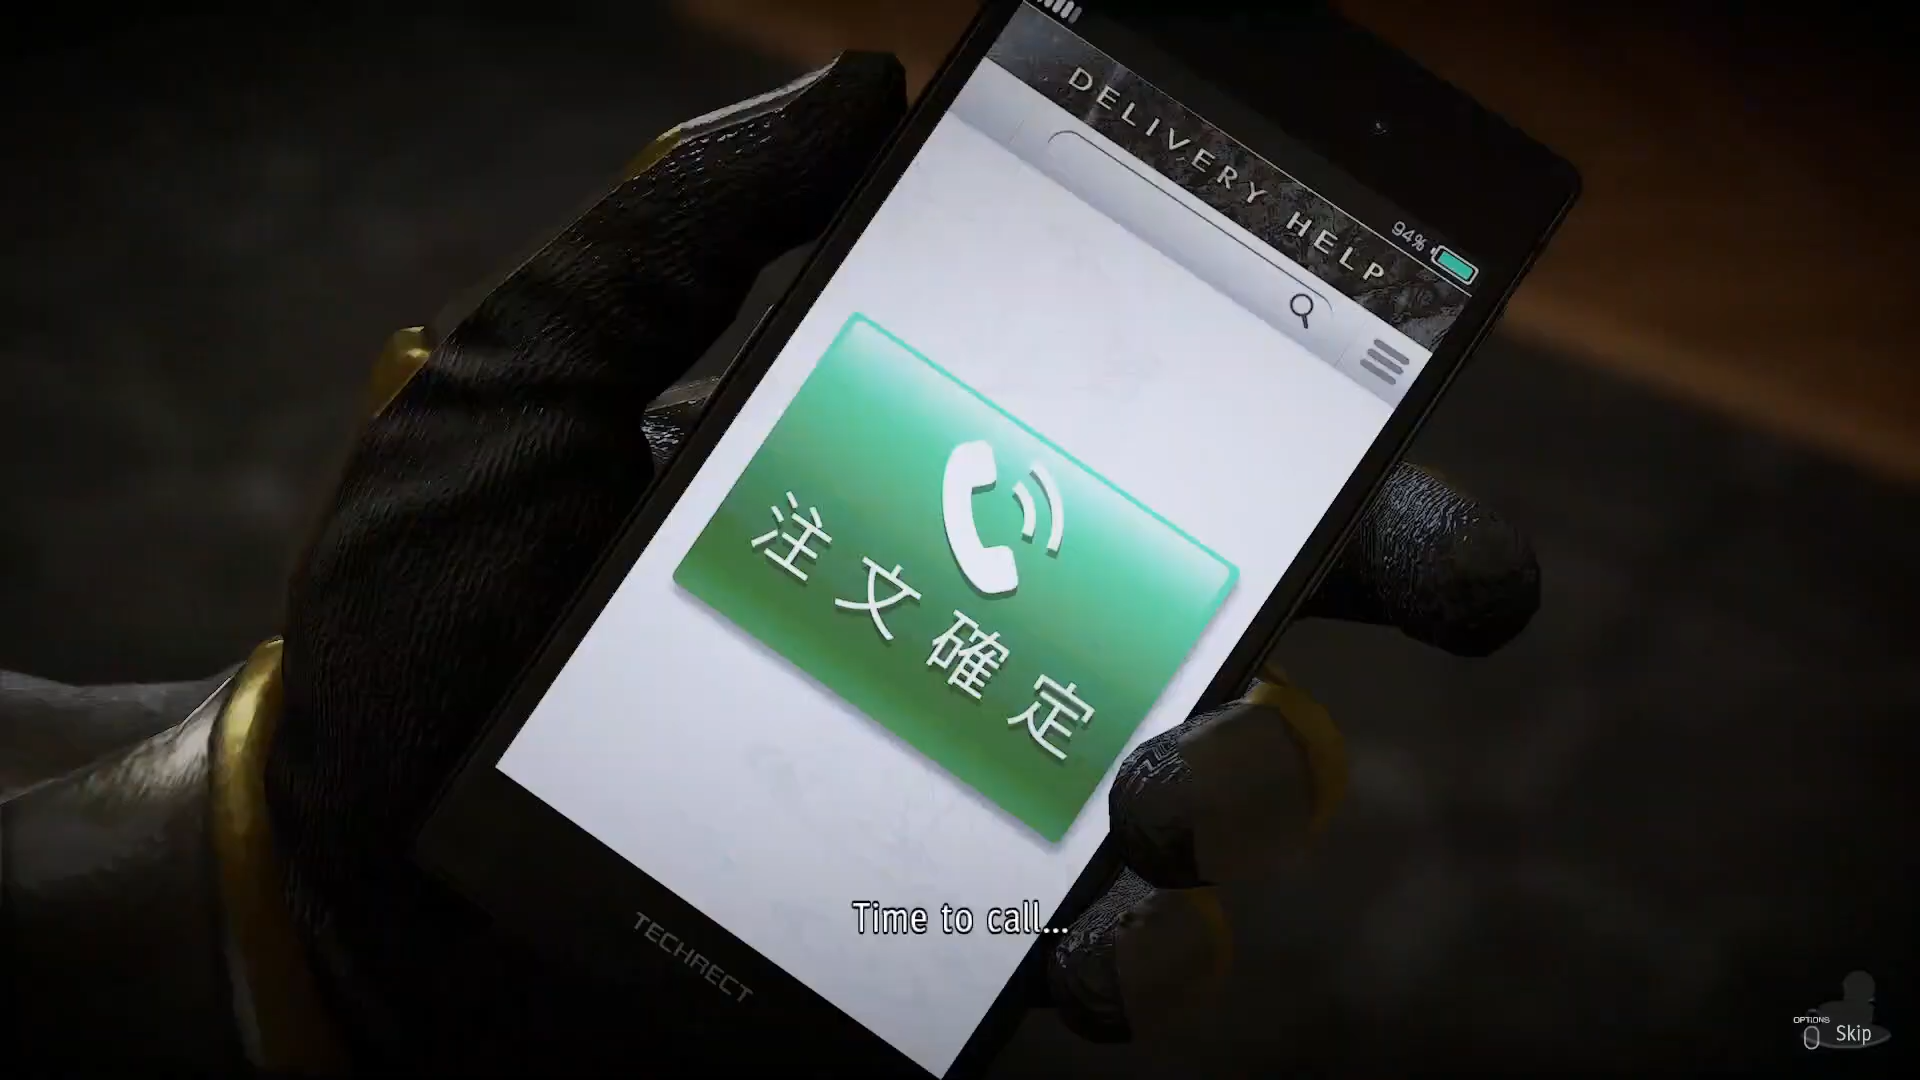 DELIVERY HELP
94%
注文確定
Time to call...
TECHRECT
OPTIONS
Skip